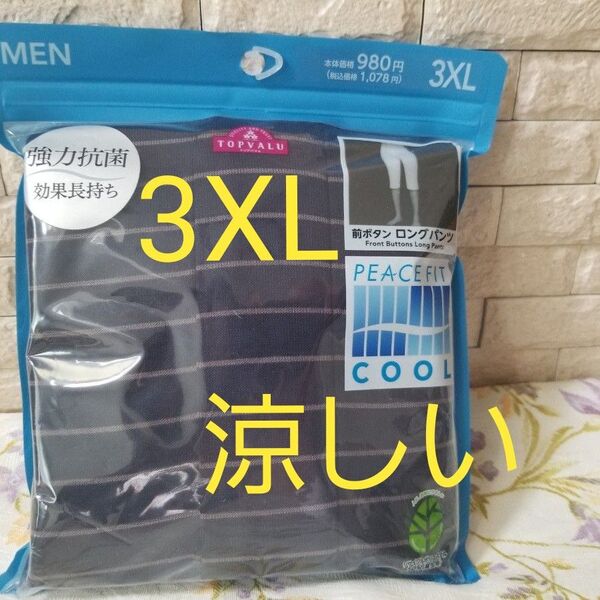 MEN
本体価格 980円
(税込価格 1,078円)
3XL
強力抗菌
効果長持ち
TOPVALU
3XL
前ボタン ロングパンツ
Front Buttons Long Pants
PEACE FIT
COOL
涼しい